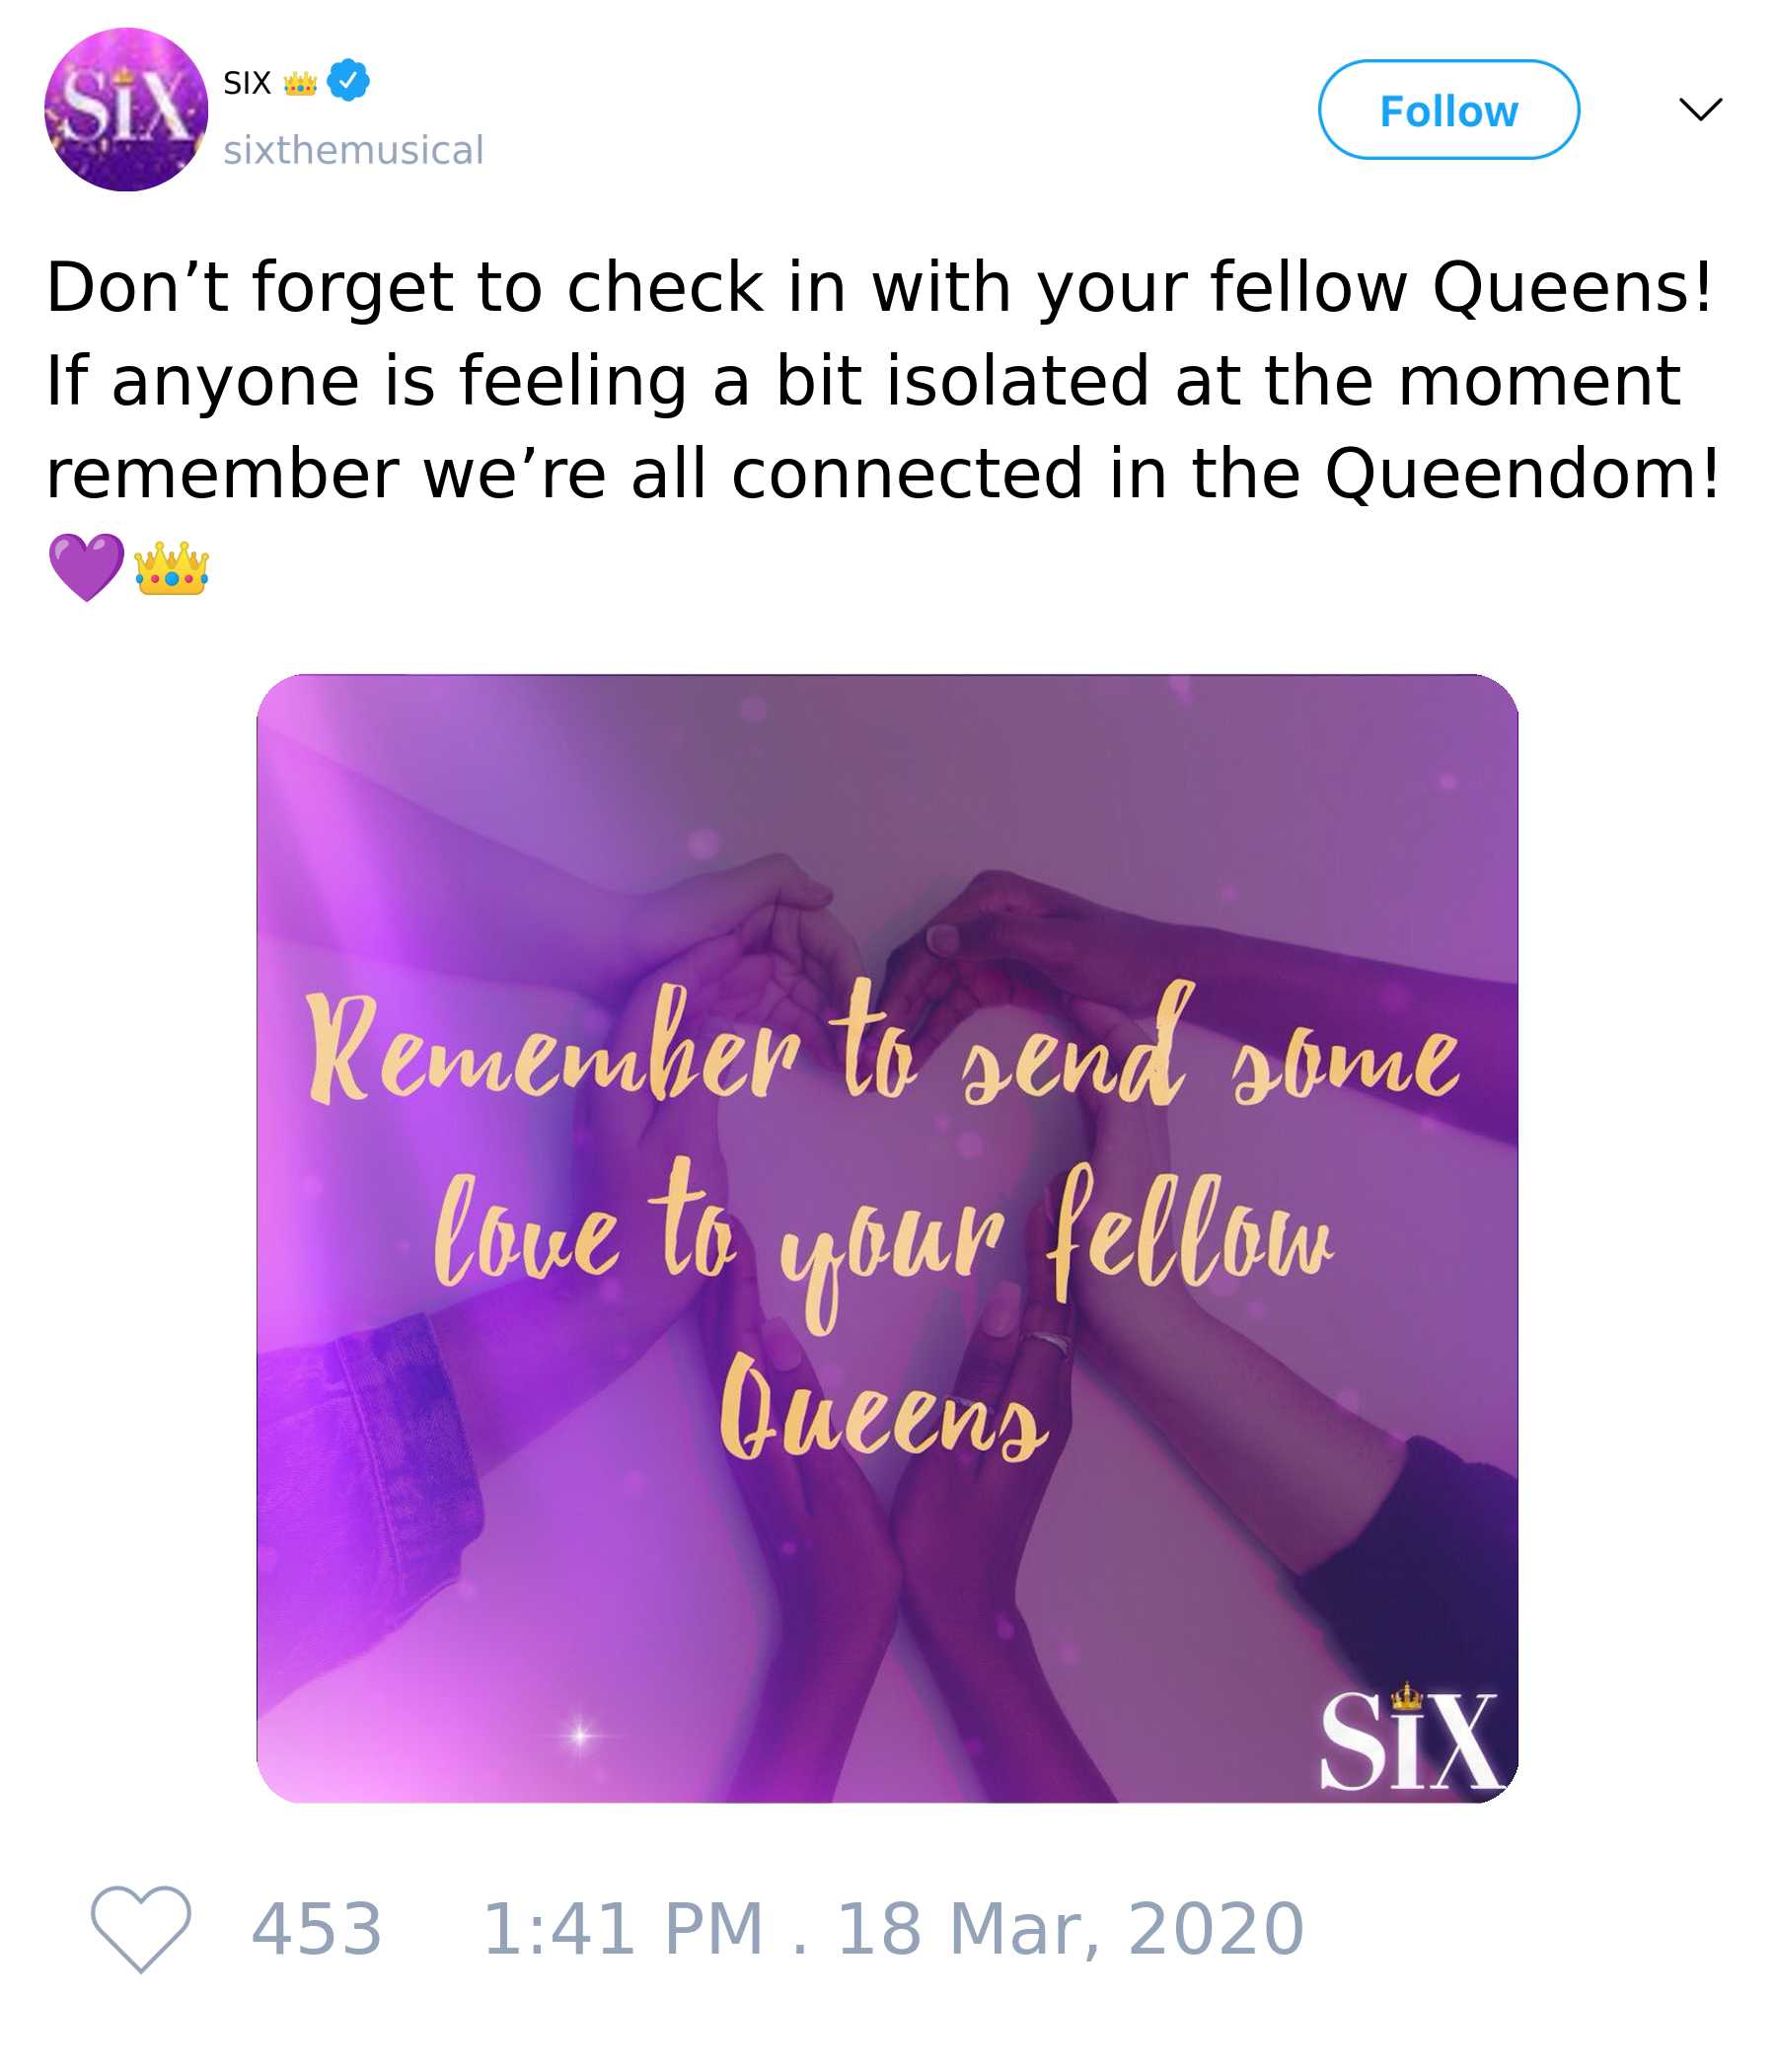 SiX
SIX 👑
sixthemusical
Follow
Don’t forget to check in with your fellow Queens!
If anyone is feeling a bit isolated at the moment
remember we’re all connected in the Queendom!
💜👑
Remember to send some
love to your fellow
Queens
SiX
453 1:41 PM . 18 Mar, 2020